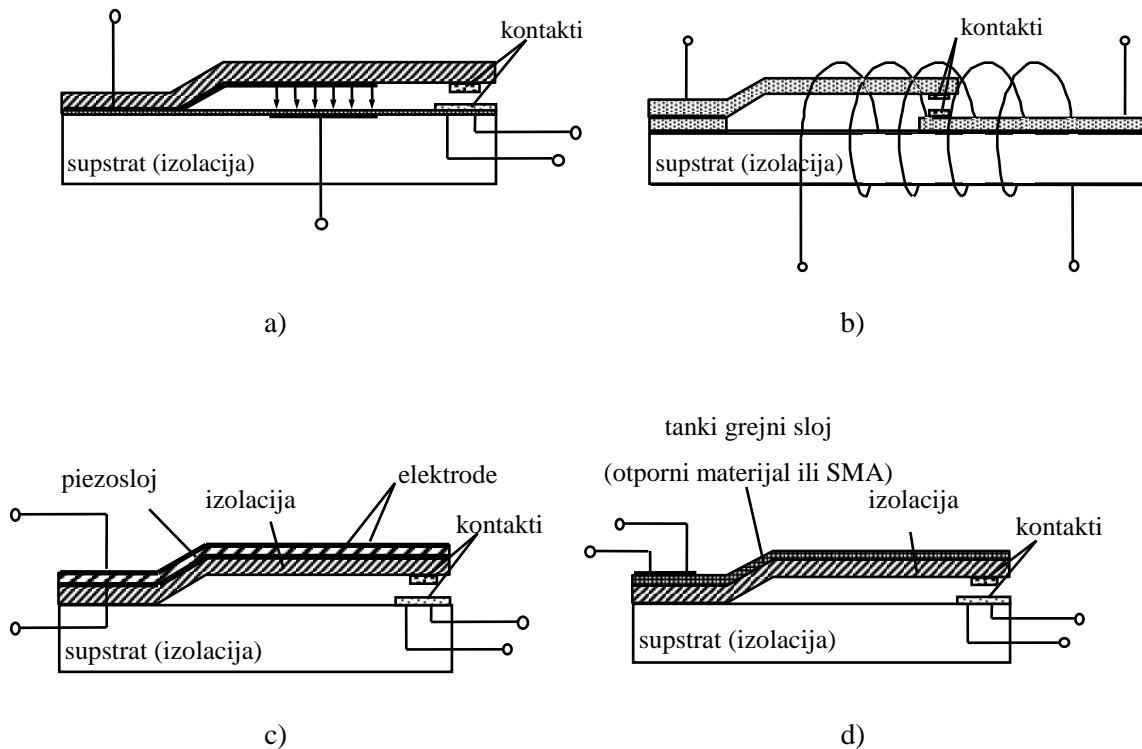 kontakti
supstrat (izolacija)
a)
kontakti
supstrat (izolacija)
b)
piezosloj
izolacija
elektrode
kontakti
supstrat (izolacija)
c)
tanki grejni sloj
(otporni materijal ili SMA)
izolacija
kontakti
supstrat (izolacija)
d)